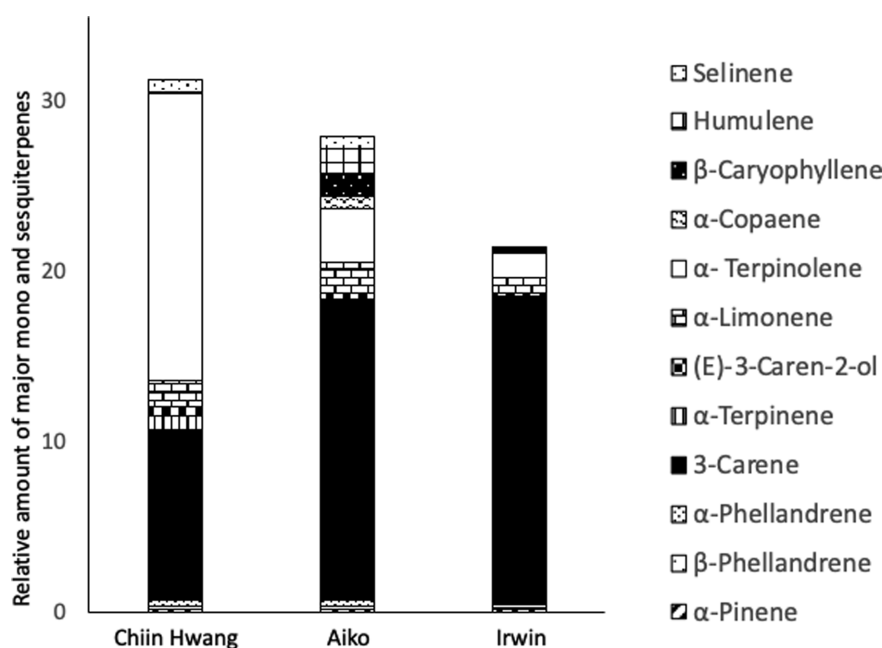 Relative amount of major mono and sesquiterpenes
30
20
10
0
Chiin Hwang
Aiko
Irwin
Selinene
Humulene
β-Caryophyllene
α-Copaene
α- Terpinolene
α-Limonene
(E)-3-Caren-2-ol
α-Terpinene
3-Carene
α-Phellandrene
β-Phellandrene
α-Pinene